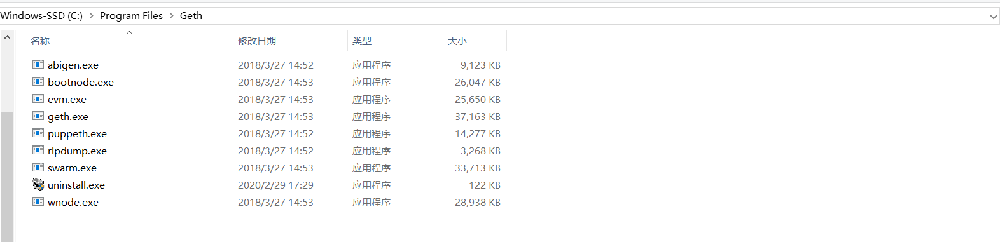 Windows-SSD (C:) > Program Files > Geth
名称 修改日期 类型 大小
abigen.exe 2018/3/27 14:52 应用程序 9,123 KB
bootnode.exe 2018/3/27 14:53 应用程序 26,047 KB
evm.exe 2018/3/27 14:53 应用程序 25,650 KB
geth.exe 2018/3/27 14:53 应用程序 37,163 KB
puppeth.exe 2018/3/27 14:52 应用程序 14,277 KB
rlpdump.exe 2018/3/27 14:52 应用程序 3,268 KB
swarm.exe 2018/3/27 14:53 应用程序 33,713 KB
uninstall.exe 2020/2/29 17:29 应用程序 122 KB
wnode.exe 2018/3/27 14:53 应用程序 28,938 KB